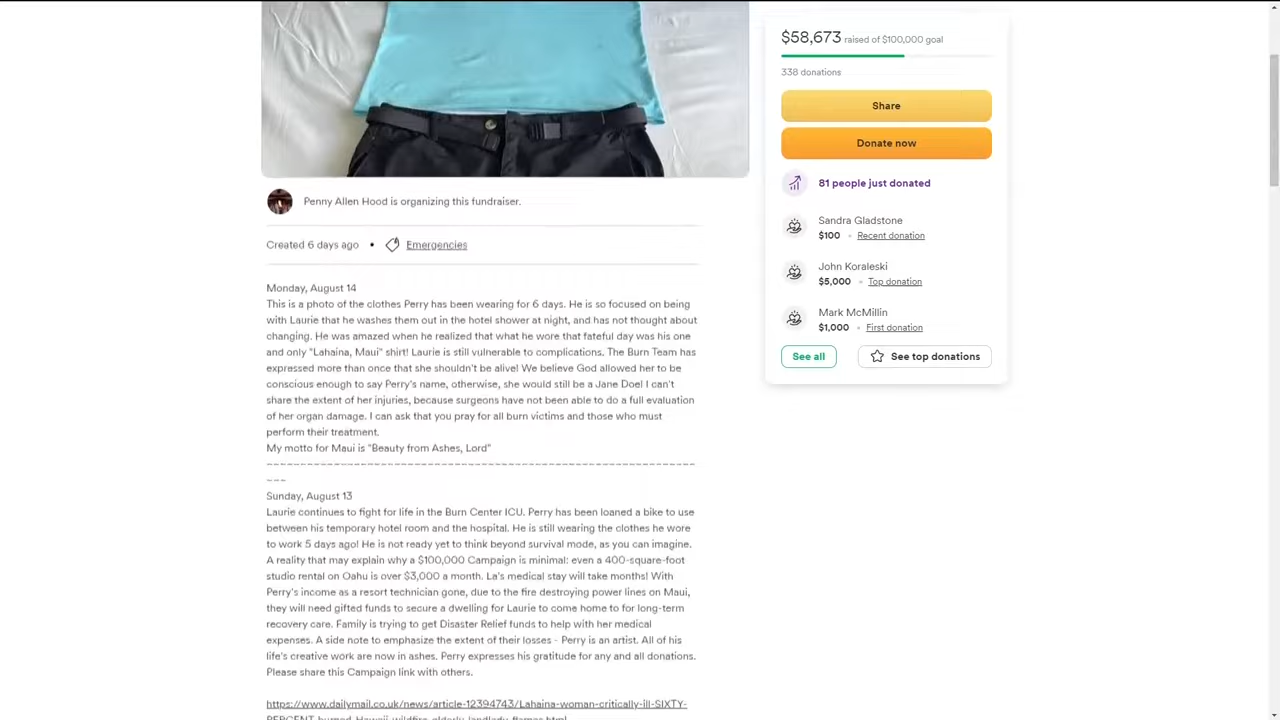 $58,673 raised of $100,000 goal
338 donations
Share
Donate now
81 people just donated
Sandra Gladstone
$100 • Recent donation
John Koraleski
$5,000 • Top donation
Mark McMillin
$1,000 • First donation
See all
See top donations
Penny Allen Hood is organizing this fundraiser.
Created 6 days ago • Emergencies
Monday, August 14
This is a photo of the clothes Perry has been wearing for 6 days. He is so focused on being
with Laurie that he washes them out in the hotel shower at night, and has not thought about
changing. He was amazed when he realized that what he wore that fateful day was his one
and only "Lahaina, Maui" shirt! Laurie is still vulnerable to complications. The Burn Team has
expressed more than once that she shouldn't be alive! We believe God allowed her to be
conscious enough to say Perry's name, otherwise, she would still be a Jane Doe! I can't
share the extent of her injuries, because surgeons have not been able to do a full evaluation
of her organ damage. I can ask that you pray for all burn victims and those who must
perform their treatment.
My motto for Maui is "Beauty from Ashes, Lord"
~~~~~~~~~~~~~~~~~~~~~~~~~~~~~~~~~~~~~~~~~~~~~~~~~~~~~~~~~~~~~~~~~~~~~~
~~~
Sunday, August 13
Laurie continues to fight for life in the Burn Center ICU. Perry has been loaned a bike to use
between his temporary hotel room and the hospital. He is still wearing the clothes he wore
to work 5 days ago! He is not ready yet to think beyond survival mode, as you can imagine.
A reality that may explain why a $100,000 Campaign is minimal: even a 400-square-foot
studio rental on Oahu is over $3,000 a month. La's medical stay will take months! With
Perry's income as a resort technician gone, due to the fire destroying power lines on Maui,
they will need gifted funds to secure a dwelling for Laurie to come home to for long-term
recovery care. Family is trying to get Disaster Relief funds to help with her medical
expenses. A side note to emphasize the extent of their losses - Perry is an artist. All of his
life's creative work are now in ashes. Perry expresses his gratitude for any and all donations.
Please share this Campaign link with others.
https://www.dailymail.co.uk/news/article-12394743/Lahaina-woman-critically-ill-SIXTY-
PERCENT-burned-Hawaii-wildfire-elderly-landlady-flames.html